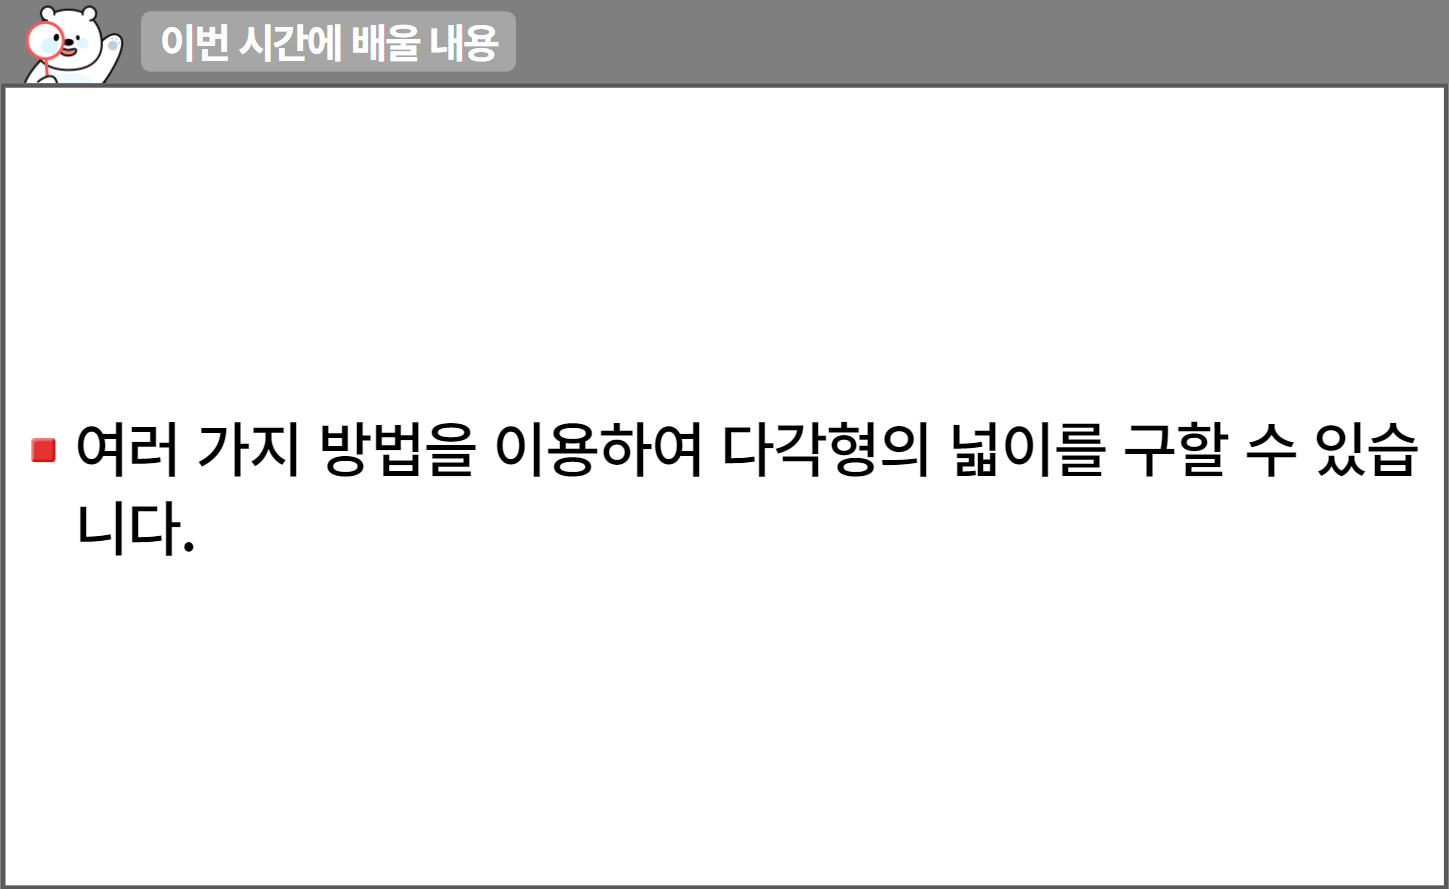 이번 시간에 배울 내용
여러 가지 방법을 이용하여 다각형의 넓이를 구할 수 있습
니다.